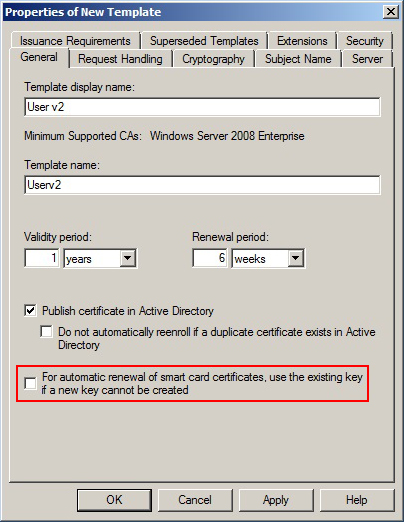 Properties of New Template
Issuance Requirements Superseded Templates Extensions Security
General Request Handling Cryptography Subject Name Server
Template display name:
User v2
Minimum Supported CAs: Windows Server 2008 Enterprise
Template name:
Userv2
Validity period: Renewal period:
1 years 6 weeks
Publish certificate in Active Directory
Do not automatically reenroll if a duplicate certificate exists in Active
Directory
For automatic renewal of smart card certificates, use the existing key
if a new key cannot be created
OK Cancel Apply Help